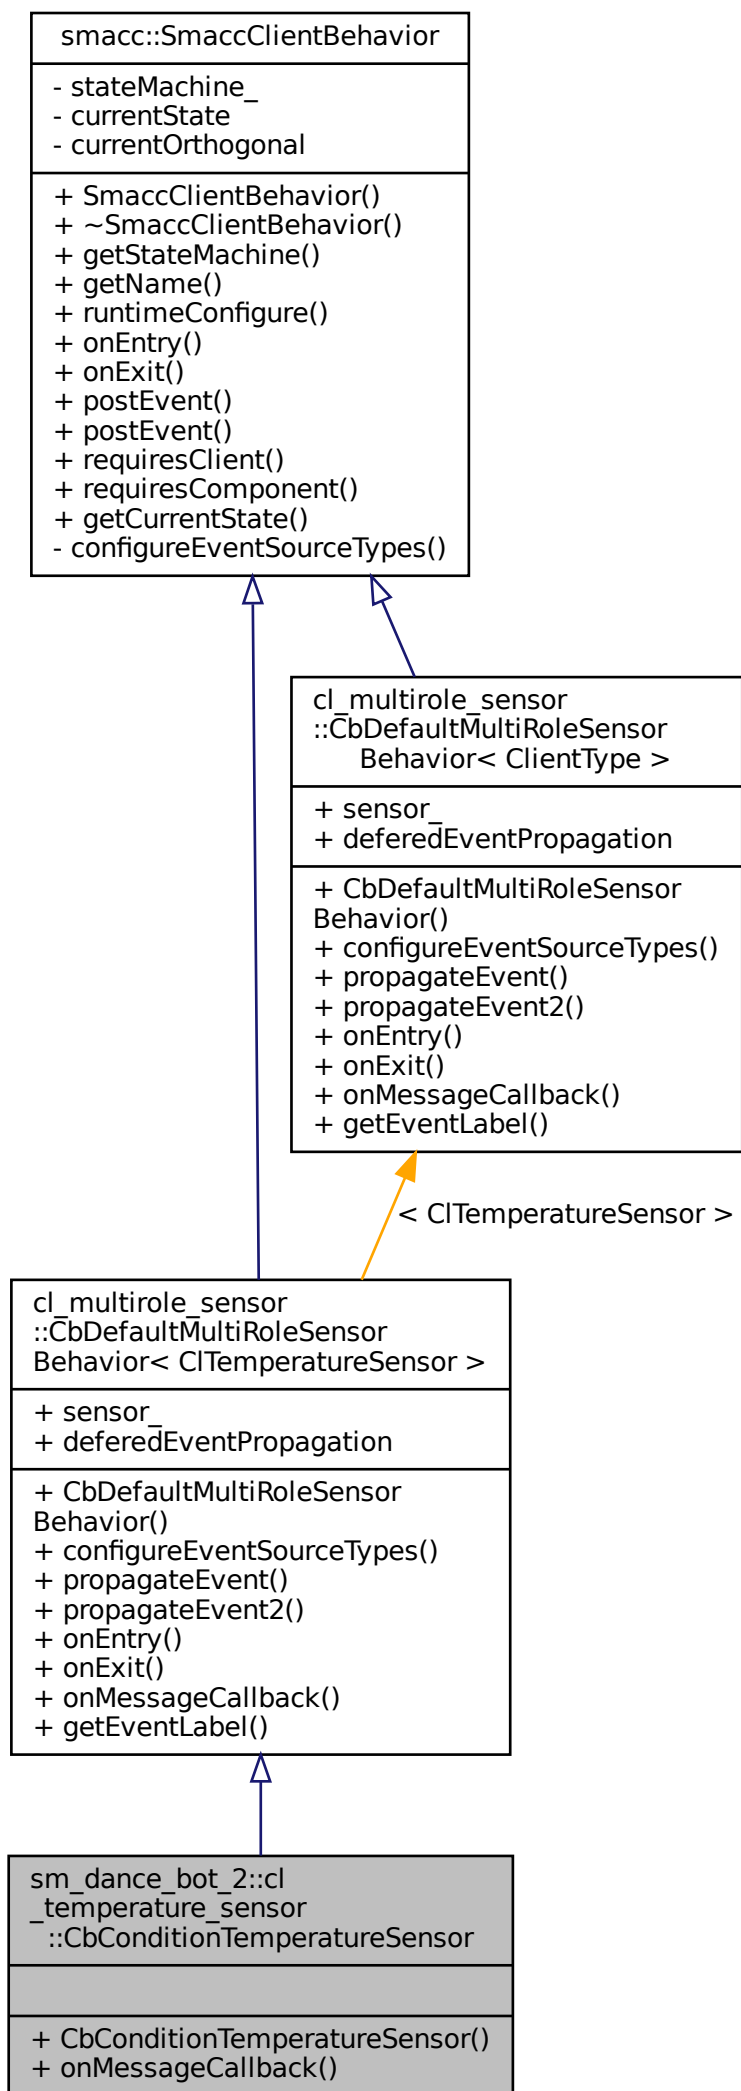 smacc::SmaccClientBehavior
- stateMachine_
- currentState
- currentOrthogonal
+ SmaccClientBehavior()
+ ~SmaccClientBehavior()
+ getStateMachine()
+ getName()
+ runtimeConfigure()
+ onEntry()
+ onExit()
+ postEvent()
+ postEvent()
+ requiresClient()
+ requiresComponent()
+ getCurrentState()
- configureEventSourceTypes()
cl_multirole_sensor
::CbDefaultMultiRoleSensor
Behavior< ClientType >
+ sensor_
+ deferedEventPropagation
+ CbDefaultMultiRoleSensor
Behavior()
+ configureEventSourceTypes()
+ propagateEvent()
+ propagateEvent2()
+ onEntry()
+ onExit()
+ onMessageCallback()
+ getEventLabel()
< ClTemperatureSensor >
cl_multirole_sensor
::CbDefaultMultiRoleSensor
Behavior< ClTemperatureSensor >
+ sensor_
+ deferedEventPropagation
+ CbDefaultMultiRoleSensor
Behavior()
+ configureEventSourceTypes()
+ propagateEvent()
+ propagateEvent2()
+ onEntry()
+ onExit()
+ onMessageCallback()
+ getEventLabel()
sm_dance_bot_2::cl
_temperature_sensor
::CbConditionTemperatureSensor
+ CbConditionTemperatureSensor()
+ onMessageCallback()